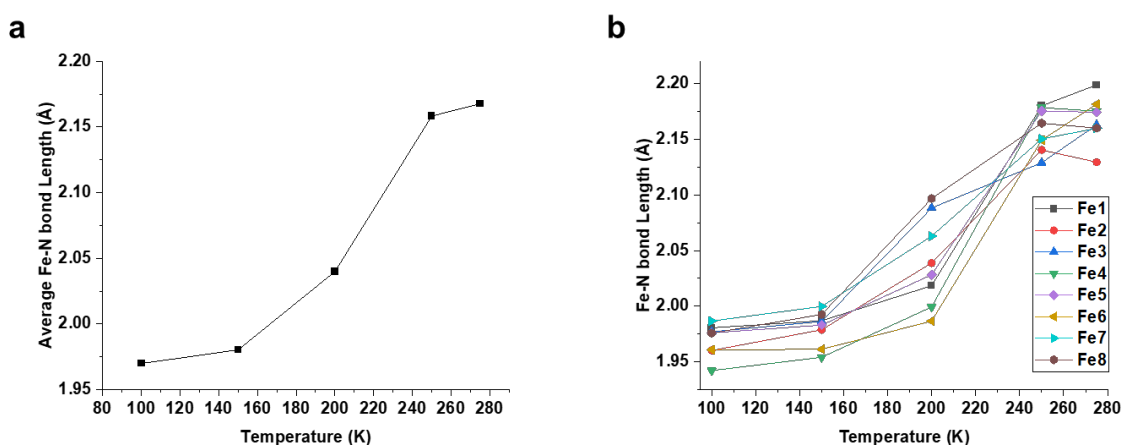 a
2.20
2.15
2.10
2.05
2.00
1.95
Average Fe-N bond Length (Å)
80 100 120 140 160 180 200 220 240 260 280
Temperature (K)
b
2.20
2.15
2.10
2.05
2.00
1.95
Fe-N bond Length (Å)
100 120 140 160 180 200 220 240 260 280
Temperature (K)
Fe1
Fe2
Fe3
Fe4
Fe5
Fe6
Fe7
Fe8